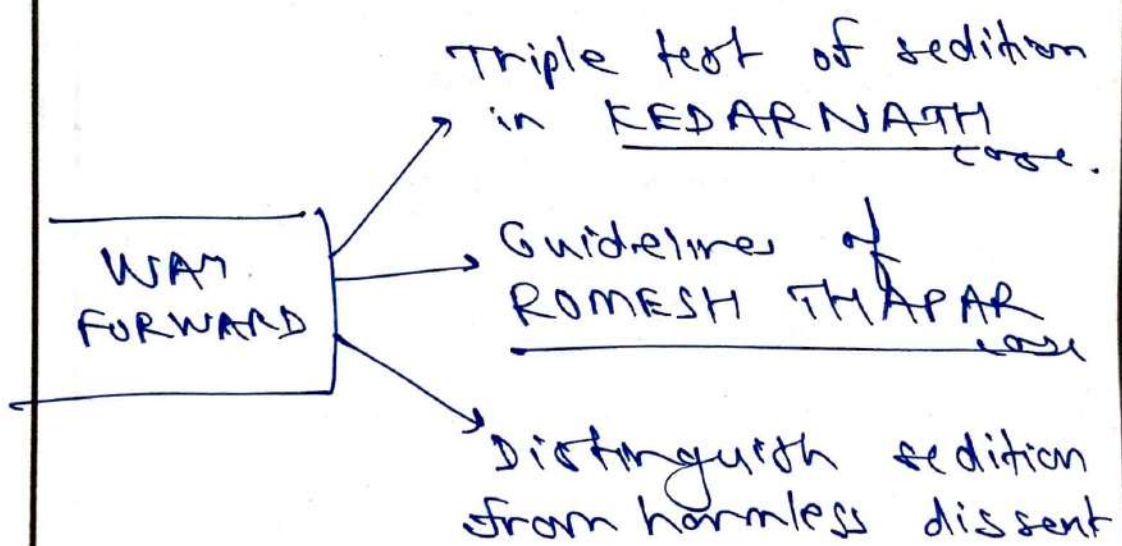 Triple test of sedition
in KEDARNATH
case.
WAY
FORWARD
Guidelines of
ROMESH THAPAR
case
Distinguish sedition
from harmless dissent